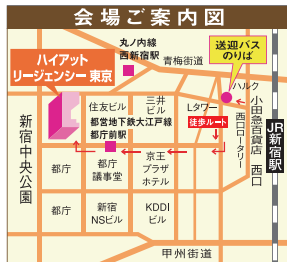 会場ご案内図
丸ノ内線
西新宿駅
送迎バス
のりば
青梅街道
ハイアット
リージェンシー 東京
ハルク
住友ビル
三井
ビル
Lタワー
都営地下鉄大江戸線
都庁前駅
徒歩ルート
西口ロータリー
小田急百貨店 西口
JR新宿駅
新宿中央公園
都庁
都庁
議事堂
京王
プラザ
ホテル
都庁
新宿
NSビル
KDDI
ビル
甲州街道